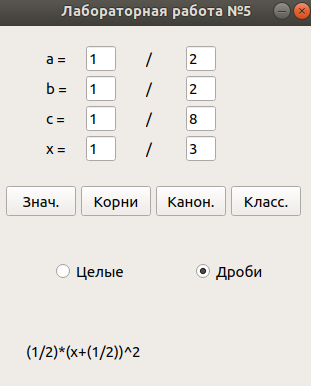 Лабораторная работа №5
a = 1 / 2
b = 1 / 2
c = 1 / 8
x = 1 / 3
Знач. Корни Канон. Класс.
Целые Дроби
(1/2)*(x+(1/2))^2